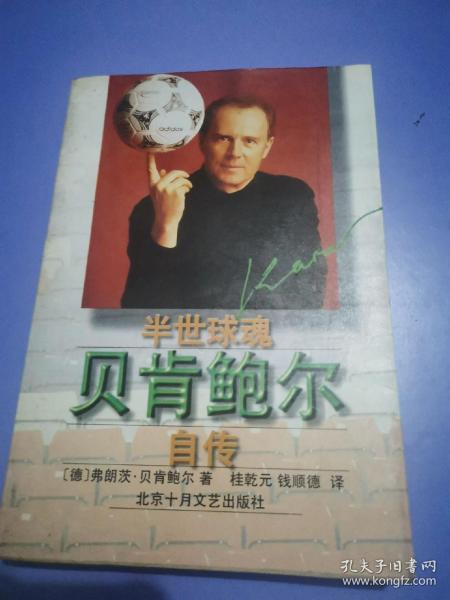 adidas
半世球魂
贝肯鲍尔
自传
〔德〕弗朗茨·贝肯鲍尔 著 桂乾元 钱顺德 译
北京十月文艺出版社
孔夫子旧书网
www.kongfz.com